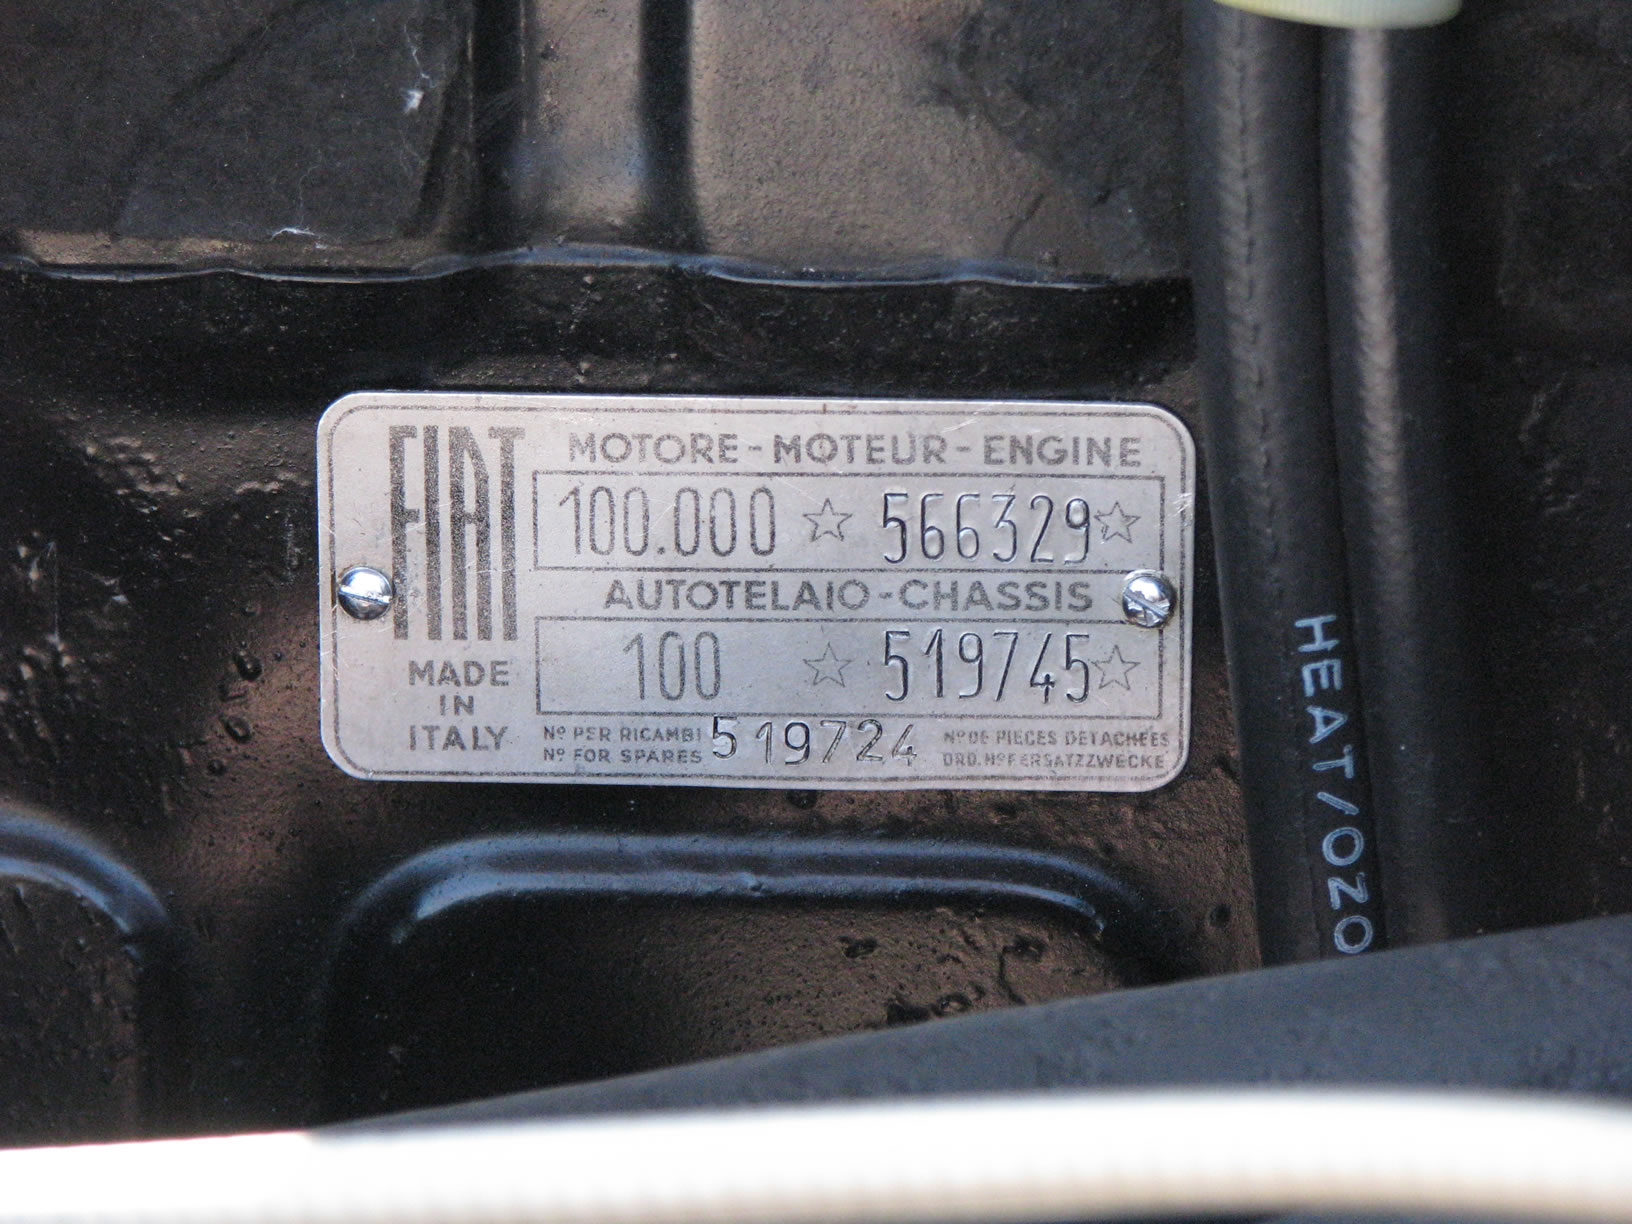 FIAT
MADE
IN
ITALY
MOTORE-MOTEUR-ENGINE
100.000 ☆ 566329☆
AUTOTELAIO-CHASSIS
100 ☆ 519745☆
Nº PER RICAMBI
Nº FOR SPARES
519724
Nº DE PIECES DETACHEES
ORD. Nº F. ERSATZZWECKE
HEAT/OZO